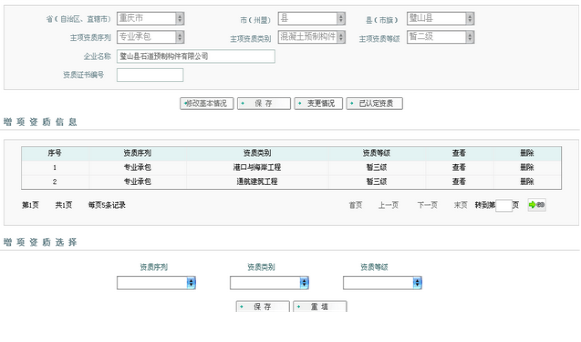 省（自治区、直辖市） 重庆市 市（州盟） 县 县（市旗） 璧山县
主项资质序列 专业承包 主项资质类别 混凝土预制构件 主项资质等级 暂二级
企业名称 璧山县石道预制构件有限公司
资质证书编号
修改基本情况 保 存 变更情况 已认定资质
增 项 资 质 信 息
序号 资质序列 资质类别 资质等级 查看 删除
1 专业承包 港口与海岸工程 暂三级 查看 删除
2 专业承包 通航建筑工程 暂三级 查看 删除
第1页 共1页 每页5条记录 首页 上一页 下一页 末页 转到第 页 GO
增 项 资 质 选 择
资质序列 资质类别 资质等级
保 存 重 填